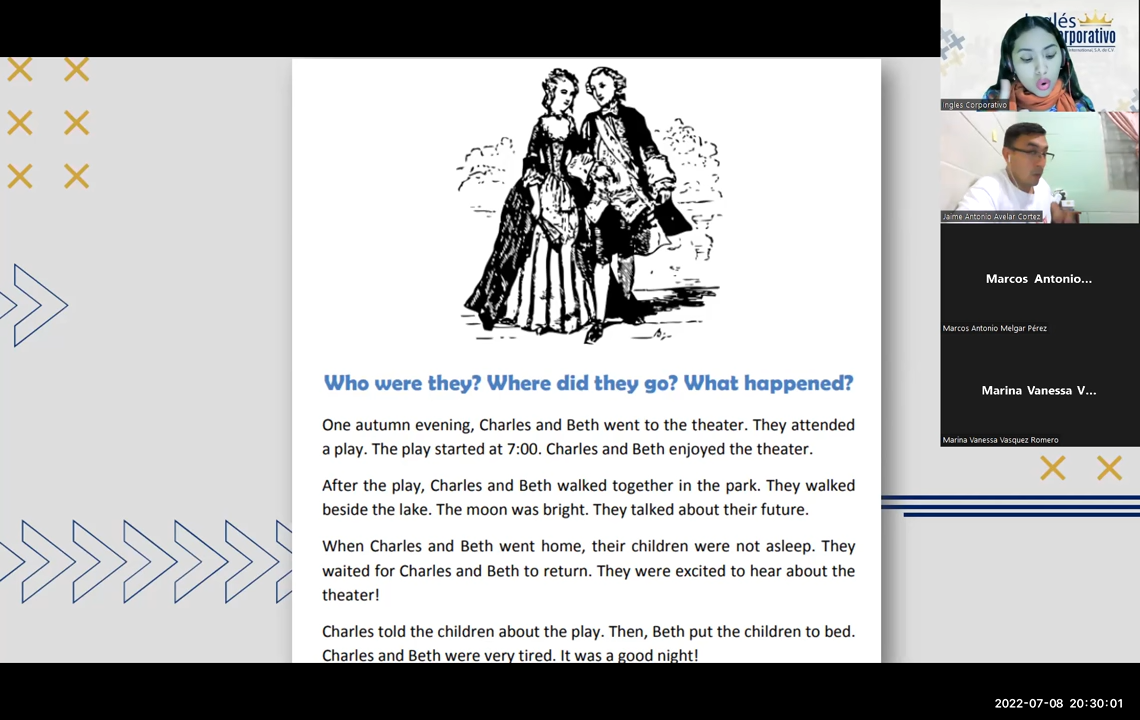 Inglés
Corporativo
International, S.A. de C.V.
Ingles Corporativo
Jaime Antonio Avelar Cortez
Marcos Antonio...
Marcos Antonio Melgar Pérez
Marina Vanessa V...
Marina Vanessa Vasquez Romero
Who were they? Where did they go? What happened?
One autumn evening, Charles and Beth went to the theater. They attended
a play. The play started at 7:00. Charles and Beth enjoyed the theater.
After the play, Charles and Beth walked together in the park. They walked
beside the lake. The moon was bright. They talked about their future.
When Charles and Beth went home, their children were not asleep. They
waited for Charles and Beth to return. They were excited to hear about the
theater!
Charles told the children about the play. Then, Beth put the children to bed.
Charles and Beth were very tired. It was a good night!
2022-07-08 20:30:01